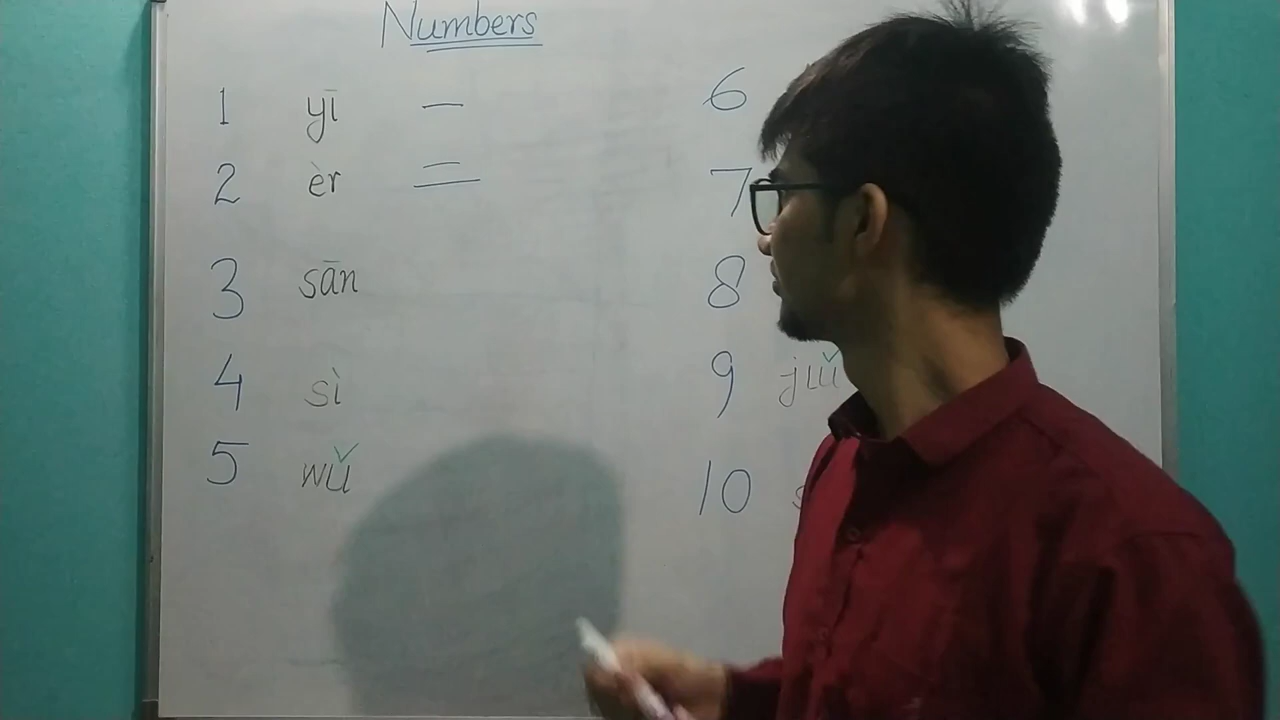 Numbers
1 yī 一
2 èr 二
3 sān
4 sì
5 wǔ
6
7
8
9 jiǔ
10